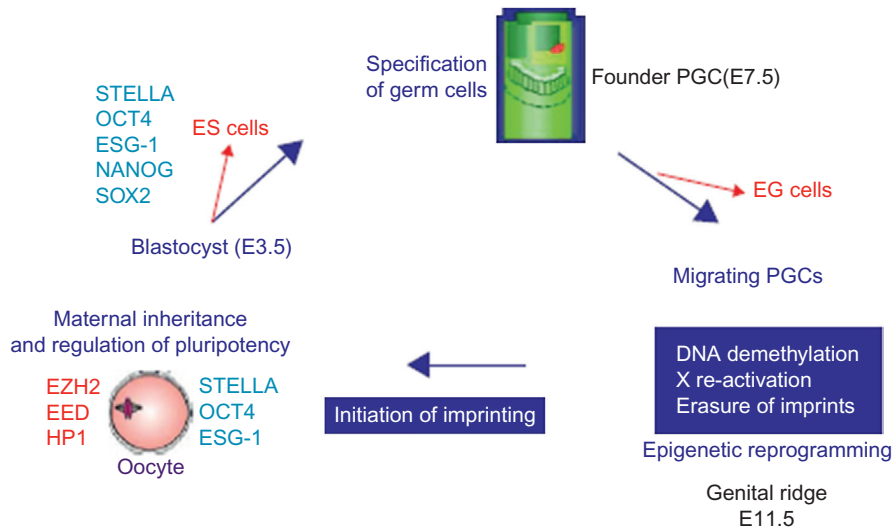 Specification
of germ cells
Founder PGC(E7.5)
STELLA
OCT4
ESG-1
NANOG
SOX2
ES cells
EG cells
Blastocyst (E3.5)
Migrating PGCs
Maternal inheritance
and regulation of pluripotency
EZH2
EED
HP1
STELLA
OCT4
ESG-1
Oocyte
Initiation of imprinting
DNA demethylation
X re-activation
Erasure of imprints
Epigenetic reprogramming
Genital ridge
E11.5